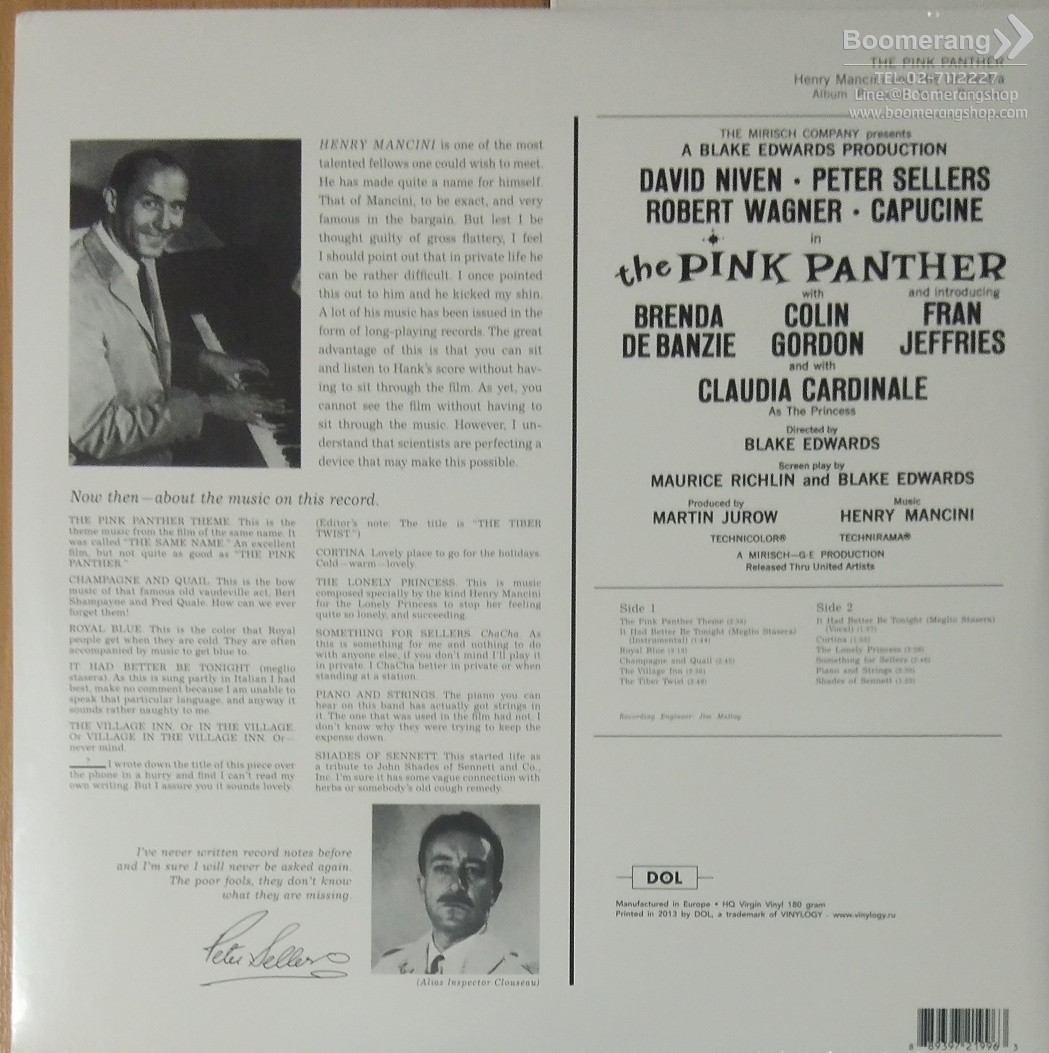 Boomerang
THE PINK PANTHER
TEL.02-7112227
Line:@Boomerangshop
Album
www.boomerangshop.com
HENRY MANCINI is one of the most
talented fellows one could wish to meet.
He has made quite a name for himself.
That of Mancini, to be exact, and very
famous in the bargain. But lest I be
thought guilty of gross flattery, I feel
I should point out that in private life he
can be rather difficult. I once pointed
this out to him and he kicked my shin.
A lot of his music has been issued in the
form of long-playing records. The great
advantage of this is that you can sit
and listen to Hank's score without hav-
ing to sit through the film. As yet, you
cannot see the film without having to
sit through the music. However, I un-
derstand that scientists are perfecting a
device that may make this possible.
Now then—about the music on this record.
THE PINK PANTHER THEME. This is the
theme music from the film of the same name. It
was called "THE SAME NAME." An excellent
film, but not quite as good as "THE PINK
PANTHER."
CHAMPAGNE AND QUAIL. This is the bow
music of that famous old vaudeville act, Bert
Shampayne and Fred Quale. How can we ever
forget them!
ROYAL BLUE. This is the color that Royal
people get when they are cold. They are often
accompanied by music to get blue to.
IT HAD BETTER BE TONIGHT (meglio
stasera). As this is sung partly in Italian I had
best, make no comment because I am unable to
speak that particular language, and anyway it
sounds rather naughty to me.
THE VILLAGE INN. Or IN THE VILLAGE.
Or VILLAGE IN THE VILLAGE INN. Or—
never mind.
? I wrote down the title of this piece over
the phone in a hurry and find I can't read my
own writing. But I assure you it sounds lovely.
(Editor's note: The title is "THE TIBER
TWIST")
CORTINA. Lovely place to go for the holidays.
Cold—warm—lovely.
THE LONELY PRINCESS. This is music
composed specially by the kind Henry Mancini
for the Lonely Princess to stop her feeling
quite so lonely, and succeeding.
SOMETHING FOR SELLERS. ChaCha. As
this is something for me and nothing to do
with anyone else, if you don't mind I'll play it
in private. I ChaCha better in private or when
standing at a station.
PIANO AND STRINGS. The piano you can
hear on this band has actually got strings in
it. The one that was used in the film had not. I
don't know why they were trying to keep the
expense down.
SHADES OF SENNETT. This started life as
a tribute to John Shades of Sennett and Co.,
Inc. I'm sure it has some vague connection with
herbs or somebody's old cough remedy.
I've never written record notes before
and I'm sure I will never be asked again.
The poor fools, they don't know
what they are missing.
Peter Sellers
(Alias Inspector Clouseau)
THE MIRISCH COMPANY presents
A BLAKE EDWARDS PRODUCTION
DAVID NIVEN · PETER SELLERS
ROBERT WAGNER · CAPUCINE
in
the PINK PANTHER
with and introducing
BRENDA COLIN FRAN
DE BANZIE GORDON JEFFRIES
and with
CLAUDIA CARDINALE
As The Princess
Directed by
BLAKE EDWARDS
Screen play by
MAURICE RICHLIN and BLAKE EDWARDS
Produced by Music
MARTIN JUROW HENRY MANCINI
TECHNICOLOR® TECHNIRAMA®
A MIRISCH—G-E PRODUCTION
Released Thru United Artists
Side 1
The Pink Panther Theme
It Had Better Be Tonight (Meglio Stasera)
(Instrumental) (1:44)
Royal Blue
Champagne and Quail
The Village Inn
The Tiber Twist
Side 2
It Had Better Be Tonight (Meglio Stasera)
(Vocal)
Cortina
The Lonely Princess
Something for Sellers
Piano and Strings
Shades of Sennett
Recording Engineer: Jim Malloy
DOL
Manufactured in Europe • HQ Virgin Vinyl 180 gram
Printed in 2013 by DOL, a trademark of VINYLOGY - www.vinylogy.ru
8 89397 21996 3